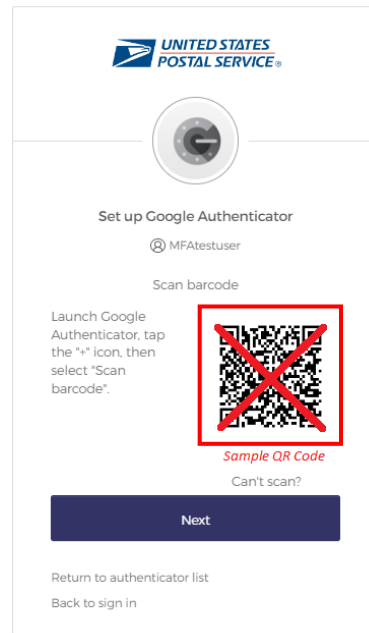 UNITED STATES
POSTAL SERVICE®
Set up Google Authenticator
MFAtestuser
Scan barcode
Launch Google
Authenticator, tap
the "+" icon, then
select "Scan
barcode".
Sample QR Code
Can't scan?
Next
Return to authenticator list
Back to sign in